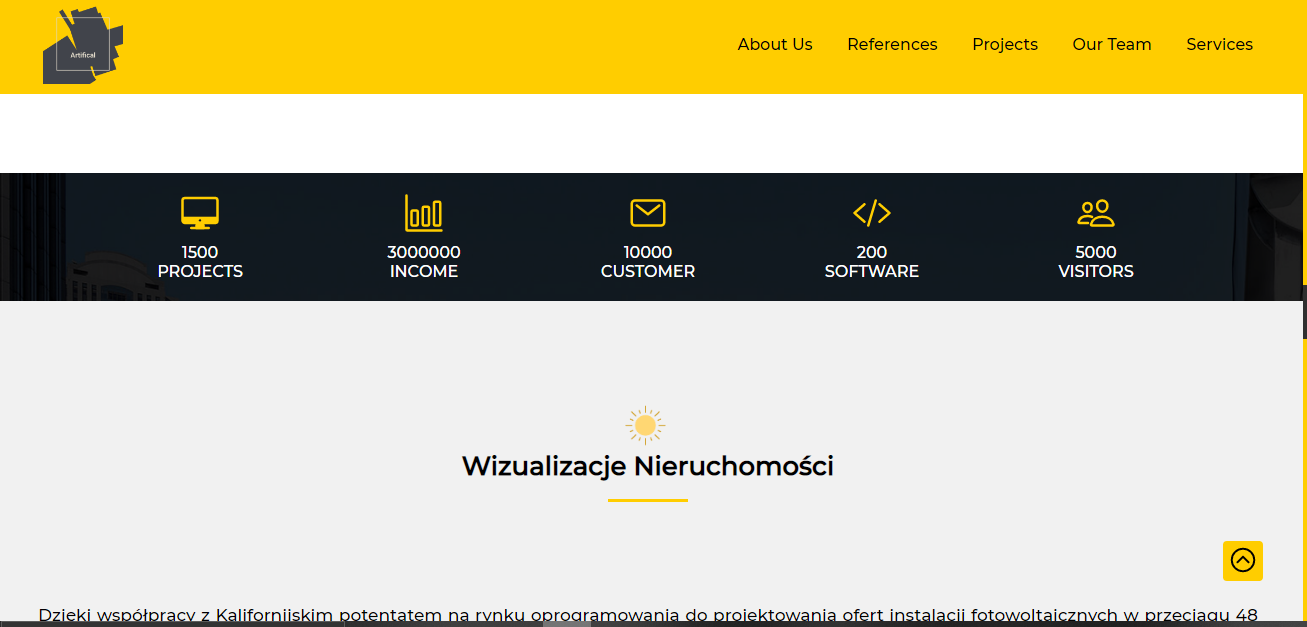 Artifical
About Us References Projects Our Team Services
1500 3000000 10000 200 5000
PROJECTS INCOME CUSTOMER SOFTWARE VISITORS
Wizualizacje Nieruchomości
Dzięki współpracy z Kalifornijskim potentatem na rynku oprogramowania do projektowania ofert instalacji fotowoltaicznych w przeciągu 48